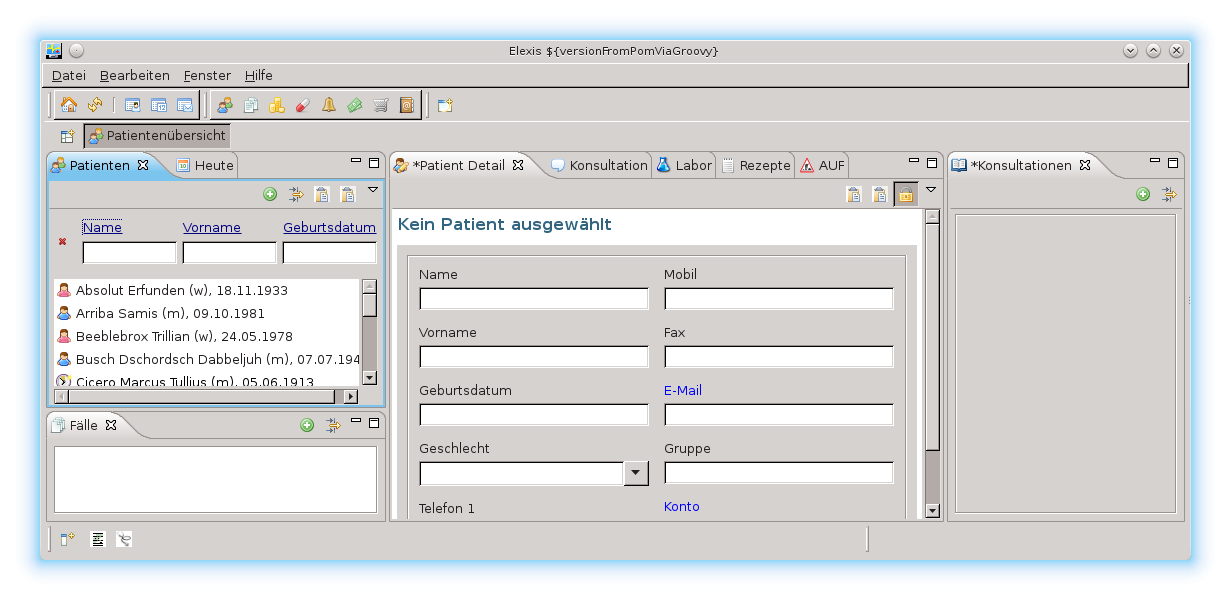 Elexis ${versionFromPomViaGroovy}
Datei Bearbeiten Fenster Hilfe
Patientenübersicht
Patienten Heute
Name Vorname Geburtsdatum
Absolut Erfunden (w), 18.11.1933
Arriba Samis (m), 09.10.1981
Beeblebrox Trillian (w), 24.05.1978
Busch Dschordsch Dabbeljuh (m), 07.07.194
Cicero Marcus Tullius (m), 05.06.1913
Fälle
*Patient Detail Konsultation Labor Rezepte AUF
Kein Patient ausgewählt
Name Mobil
Vorname Fax
Geburtsdatum E-Mail
Geschlecht Gruppe
Telefon 1 Konto
*Konsultationen